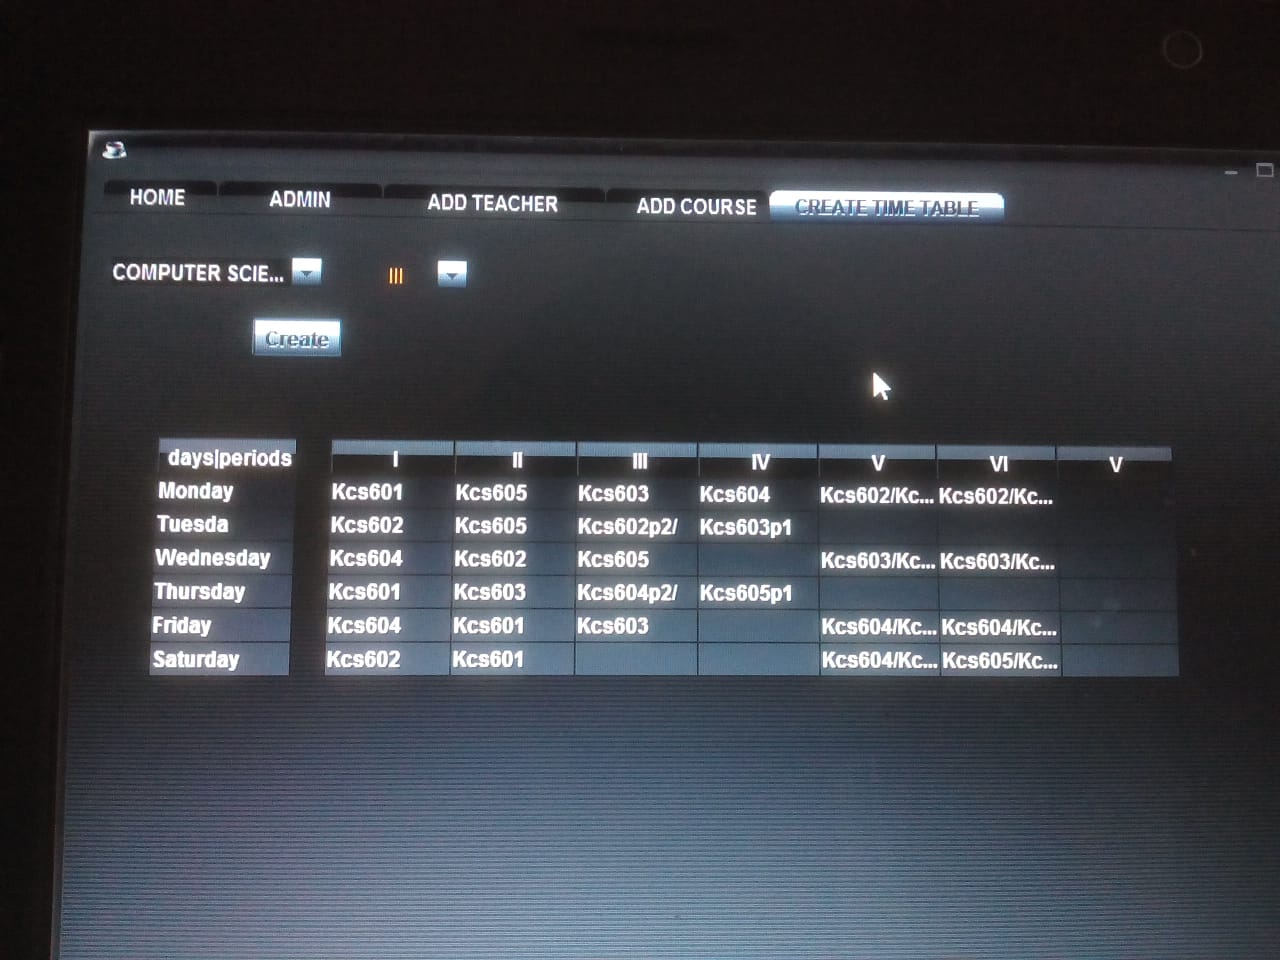 HOME ADMIN ADD TEACHER ADD COURSE CREATE TIME TABLE
COMPUTER SCIE... III
Create
days|periods I II III IV V VI V
Monday Kcs601 Kcs605 Kcs603 Kcs604 Kcs602/Kc... Kcs602/Kc...
Tuesda Kcs602 Kcs605 Kcs602p2/ Kcs603p1
Wednesday Kcs604 Kcs602 Kcs605 Kcs603/Kc... Kcs603/Kc...
Thursday Kcs601 Kcs603 Kcs604p2/ Kcs605p1
Friday Kcs604 Kcs601 Kcs603 Kcs604/Kc... Kcs604/Kc...
Saturday Kcs602 Kcs601 Kcs604/Kc... Kcs605/Kc...